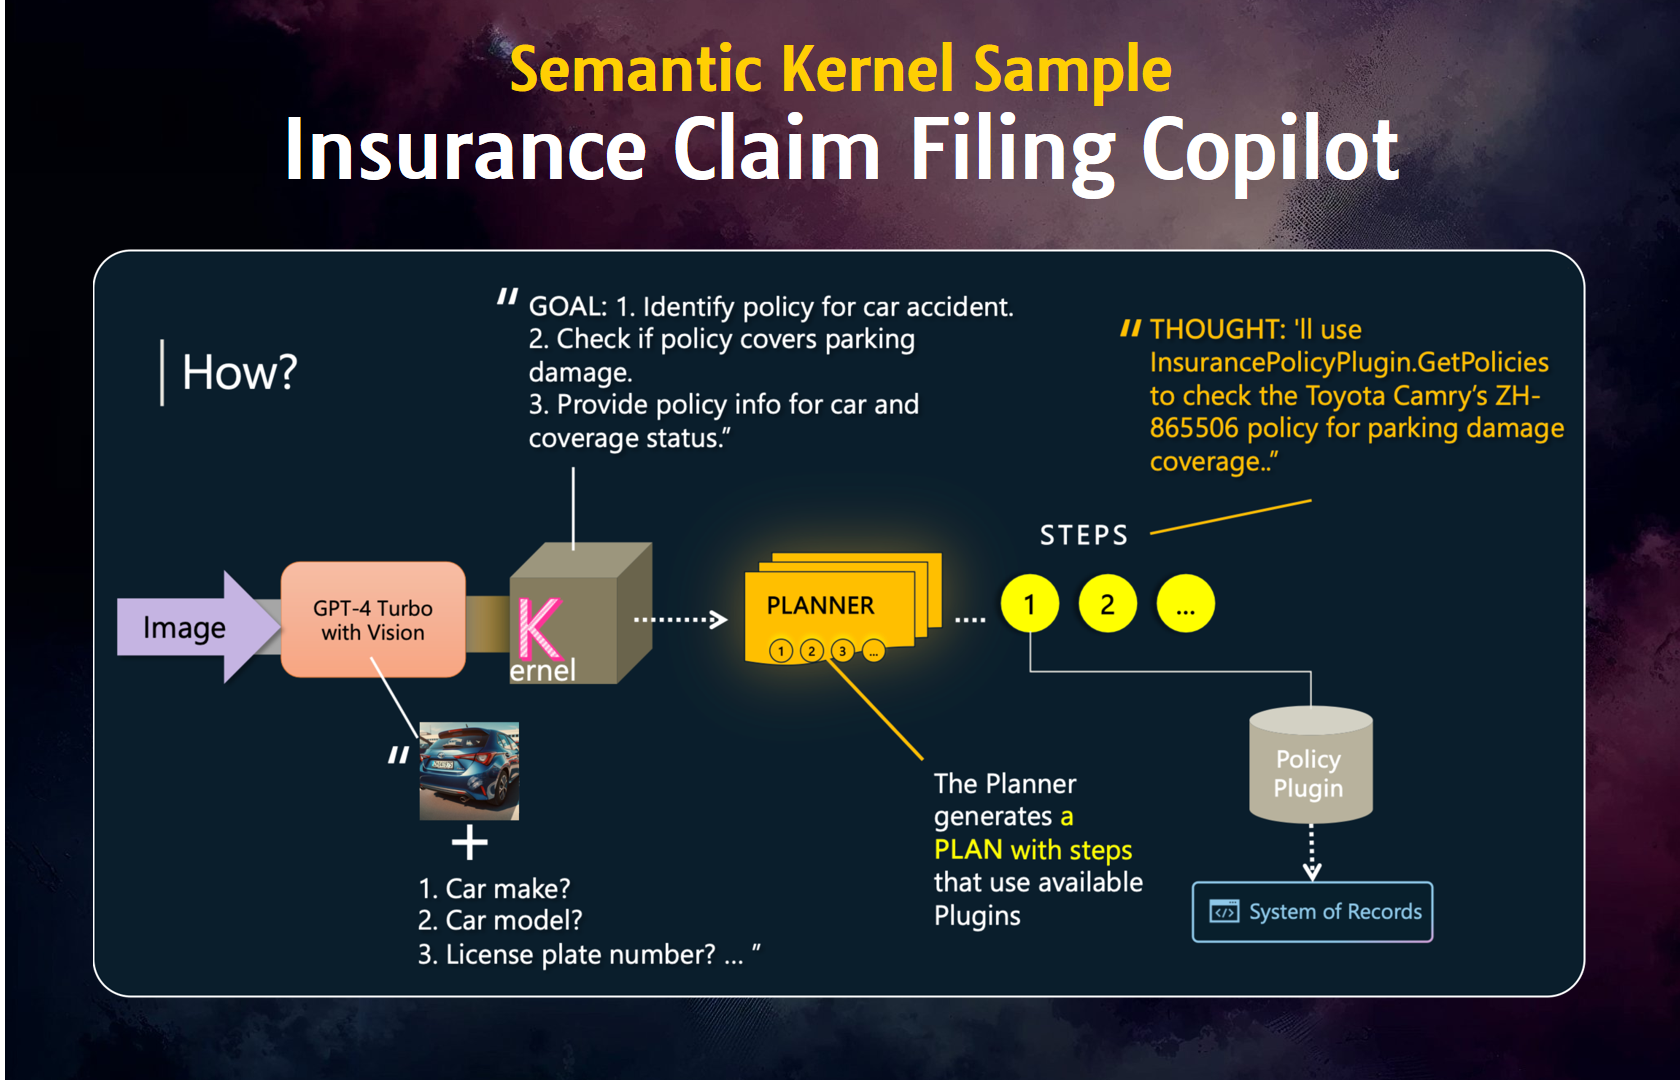 Semantic Kernel Sample
Insurance Claim Filing Copilot
How?
“ GOAL: 1. Identify policy for car accident.
2. Check if policy covers parking
damage.
3. Provide policy info for car and
coverage status.”
“ THOUGHT: 'll use
InsurancePolicyPlugin.GetPolicies
to check the Toyota Camry’s ZH-
865506 policy for parking damage
coverage..”
STEPS
Image
GPT-4 Turbo
with Vision
Kernel
PLANNER
1 2 3 ...
1 2 ...
“
+
1. Car make?
2. Car model?
3. License plate number? ... ”
The Planner
generates a
PLAN with steps
that use available
Plugins
Policy
Plugin
</> System of Records